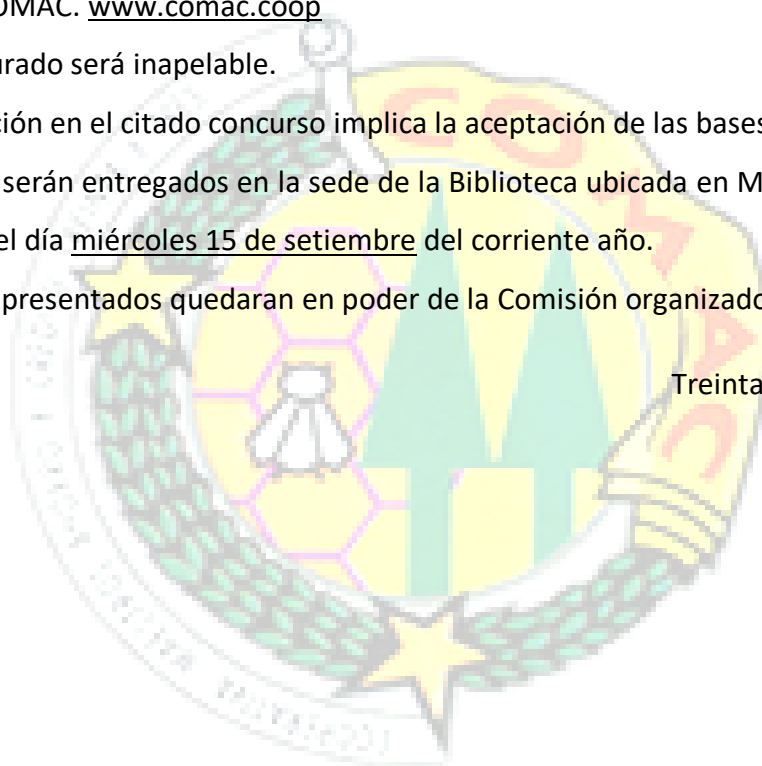 OMAC. www.comac.coop
urado será inapelable.
ción en el citado concurso implica la aceptación de las bases
serán entregados en la sede de la Biblioteca ubicada en M
el día miércoles 15 de setiembre del corriente año.
presentados quedaran en poder de la Comisión organizado
Treinta
COMAC